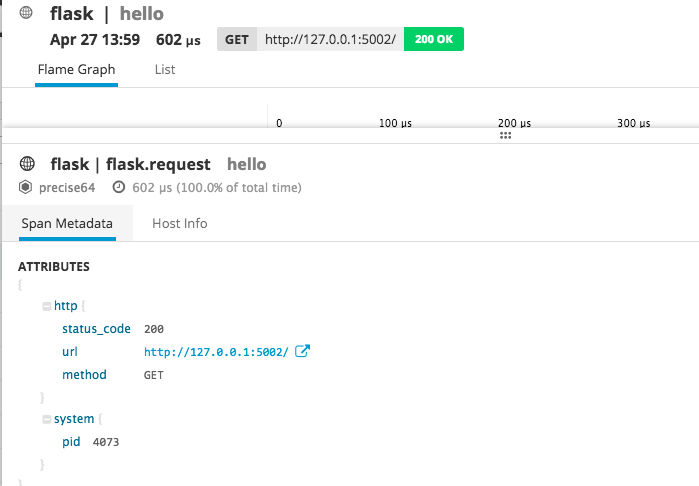 flask | hello
Apr 27 13:59 602 μs GET http://127.0.0.1:5002/ 200 OK
Flame Graph List
0 100 μs 200 μs 300 μs
flask | flask.request hello
precise64 602 μs (100.0% of total time)
Span Metadata Host Info
ATTRIBUTES
{
http {
status_code 200
url http://127.0.0.1:5002/
method GET
}
system {
pid 4073
}
}